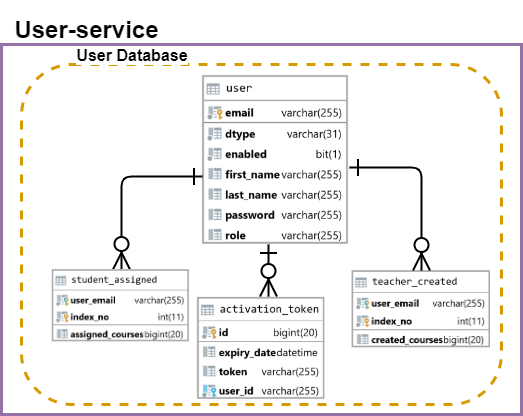 User-service
User Database
user
email varchar(255)
dtype varchar(31)
enabled bit(1)
first_name varchar(255)
last_name varchar(255)
password varchar(255)
role varchar(255)
student_assigned
user_email varchar(255)
index_no int(11)
assigned_courses bigint(20)
activation_token
id bigint(20)
expiry_date datetime
token varchar(255)
user_id varchar(255)
teacher_created
user_email varchar(255)
index_no int(11)
created_courses bigint(20)